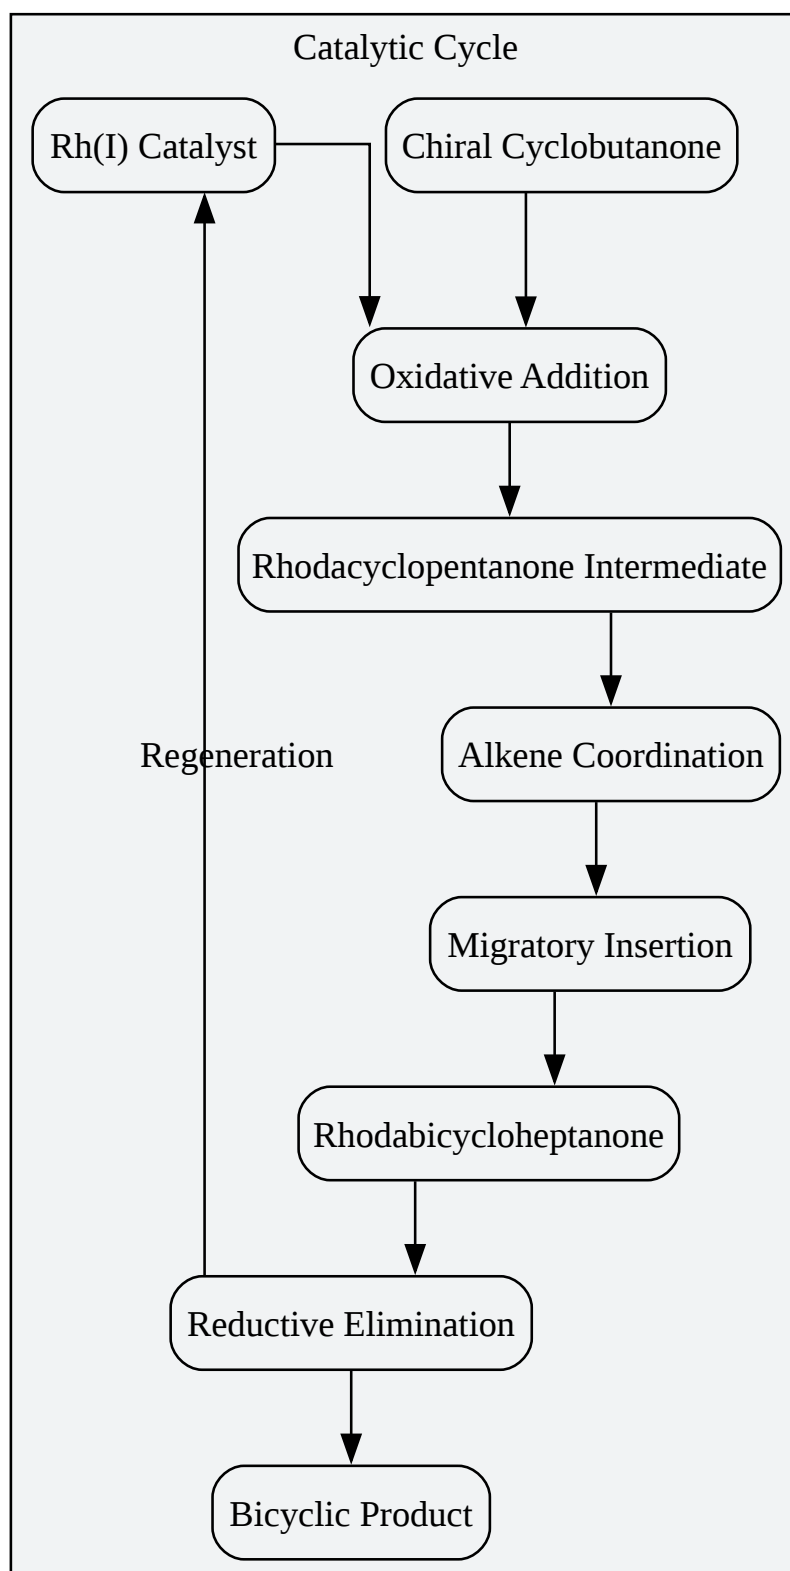 Catalytic Cycle
Rh(I) Catalyst
Chiral Cyclobutanone
Oxidative Addition
Rhodacyclopentanone Intermediate
Regeneration
Alkene Coordination
Migratory Insertion
Rhodabicycloheptanone
Reductive Elimination
Bicyclic Product